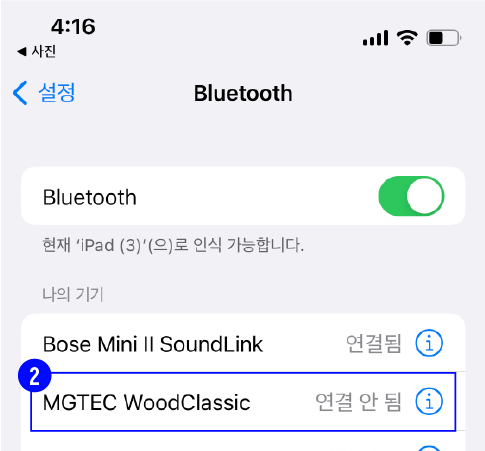 4:16
◀ 사진
설정
Bluetooth
Bluetooth
현재 ‘iPad (3)’(으)로 인식 가능합니다.
나의 기기
Bose Mini II SoundLink 연결됨
2
MGTEC WoodClassic 연결 안 됨